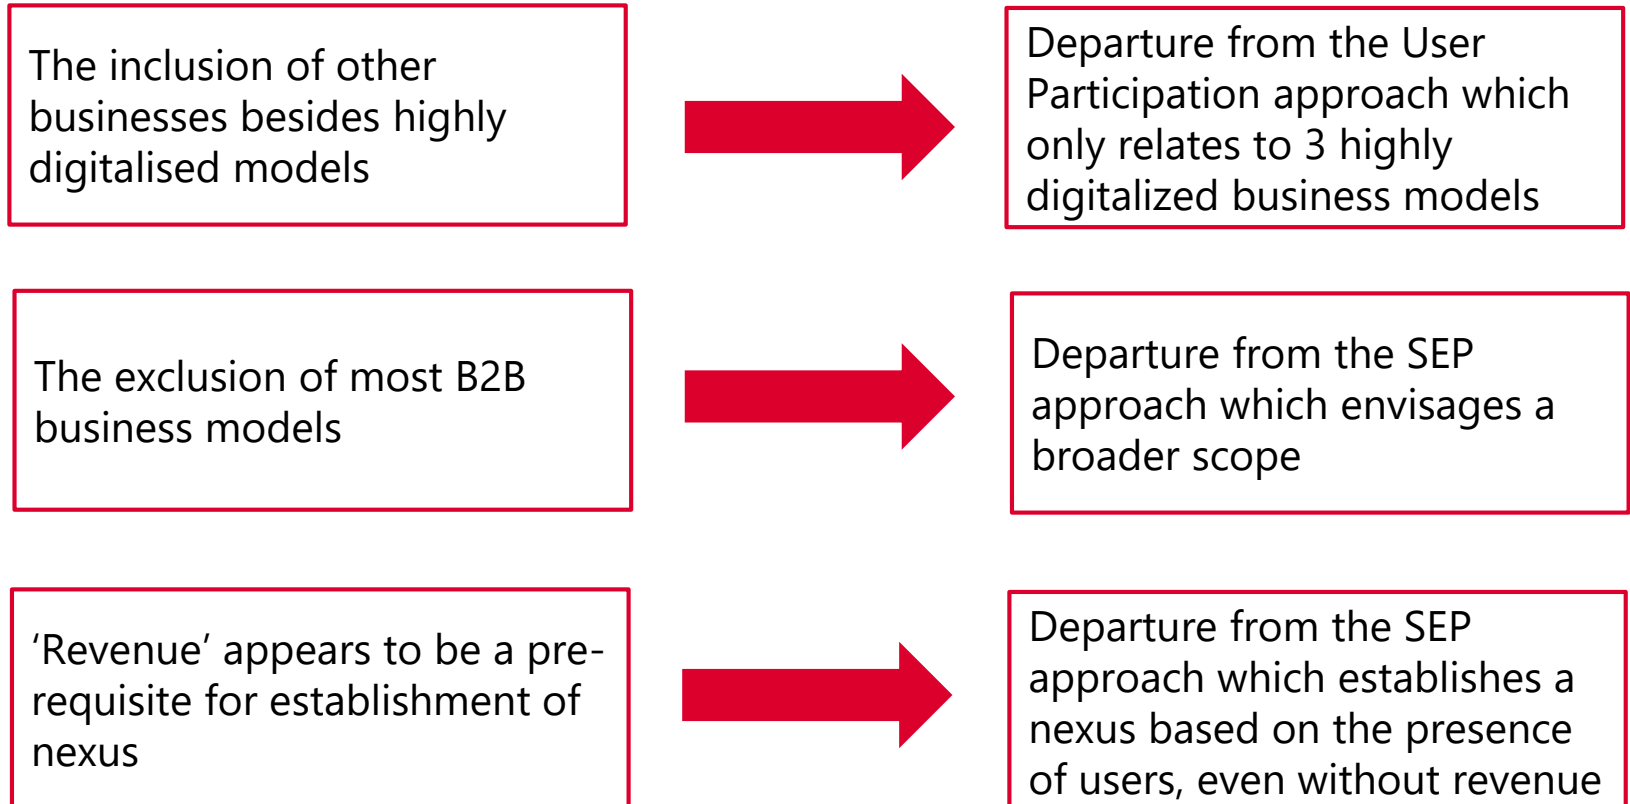 The inclusion of other
businesses besides highly
digitalised models
Departure from the User
Participation approach which
only relates to 3 highly
digitalized business models
The exclusion of most B2B
business models
Departure from the SEP
approach which envisages a
broader scope
‘Revenue’ appears to be a pre-
requisite for establishment of
nexus
Departure from the SEP
approach which establishes a
nexus based on the presence
of users, even without revenue